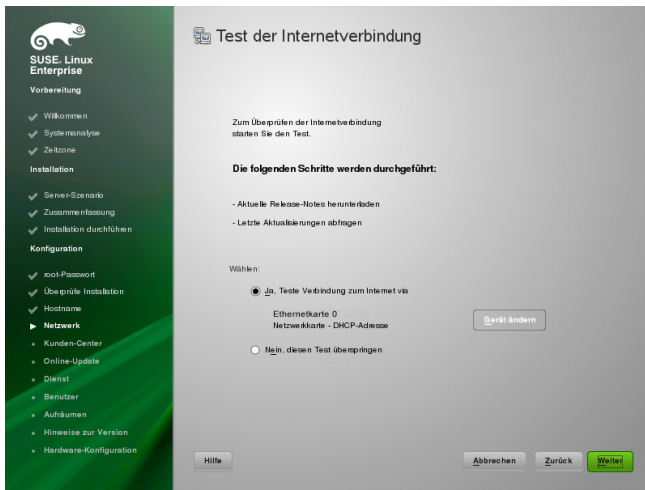 SUSE. Linux
Enterprise
Vorbereitung
Willkommen
Systemanalyse
Zeitzone
Installation
Server-Szenario
Zusammenfassung
Installation durchführen
Konfiguration
root-Passwort
Überprüfe Installation
Hostname
Netzwerk
Kunden-Center
Online-Update
Dienst
Benutzer
Aufräumen
Hinweise zur Version
Hardware-Konfiguration
Test der Internetverbindung
Zum Überprüfen der Internetverbindung
starten Sie den Test.
Die folgenden Schritte werden durchgeführt:
- Aktuelle Release-Notes herunterladen
- Letzte Aktualisierungen abfragen
Wählen:
Ja, Teste Verbindung zum Internet via
Ethernetkarte 0
Netzwerkkarte - DHCP-Adresse
Gerät ändern
Nein, diesen Test überspringen
Hilfe
Abbrechen
Zurück
Weiter